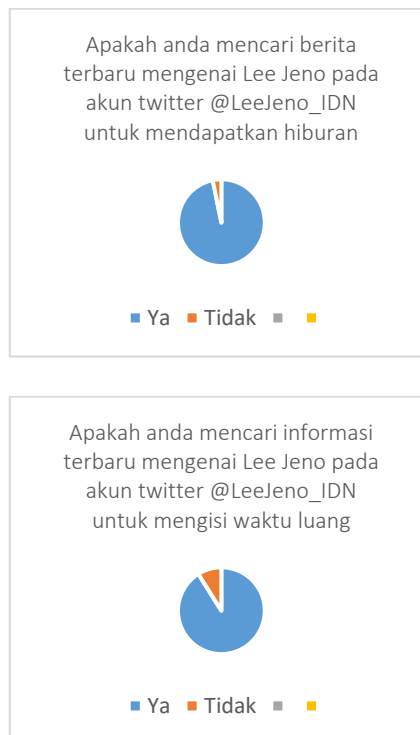 Apakah anda mencari berita
terbaru mengenai Lee Jeno pada
akun twitter @LeeJeno_IDN
untuk mendapatkan hiburan
Ya Tidak
Apakah anda mencari informasi
terbaru mengenai Lee Jeno pada
akun twitter @LeeJeno_IDN
untuk mengisi waktu luang
Ya Tidak